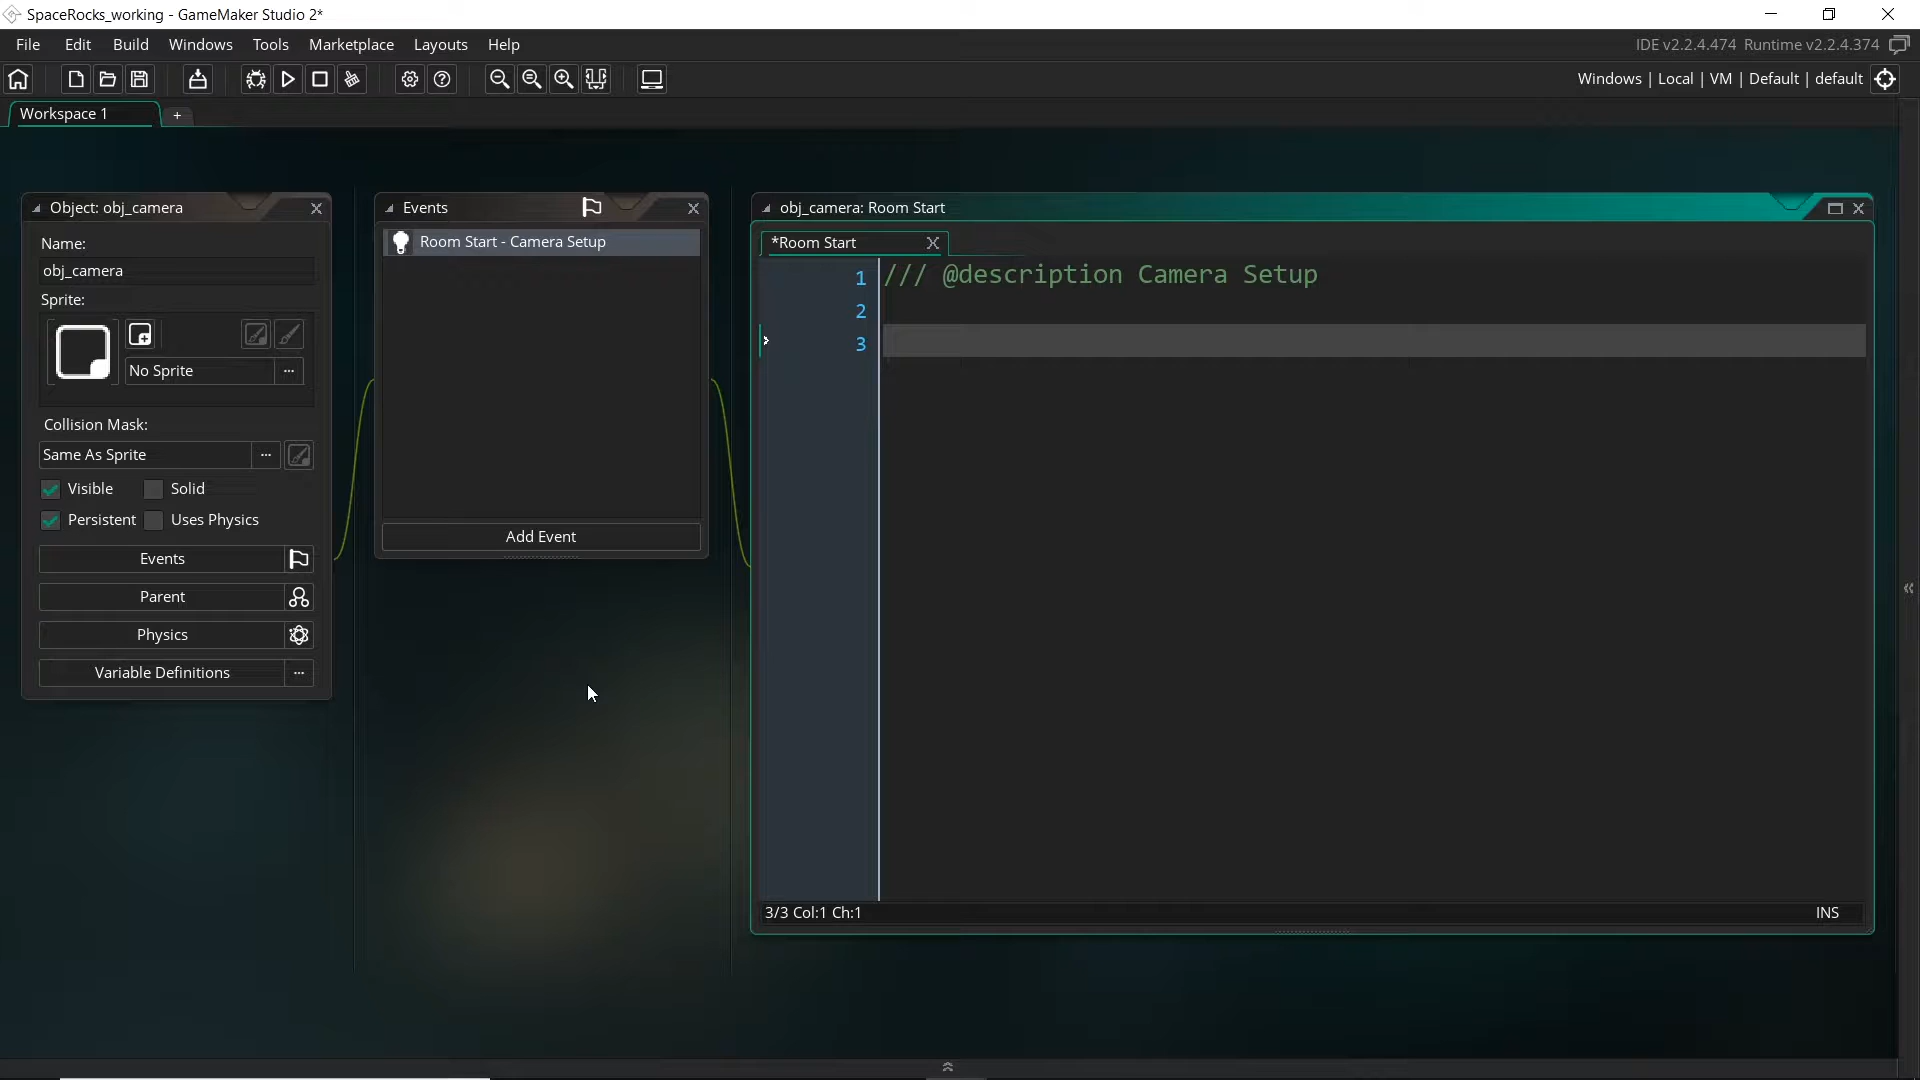 SpaceRocks_working - GameMaker Studio 2*
File Edit Build Windows Tools Marketplace Layouts Help
IDE v2.2.4.474 Runtime v2.2.4.374
Windows | Local | VM | Default | default
Workspace 1 +
Object: obj_camera
Name:
obj_camera
Sprite:
No Sprite ...
Collision Mask:
Same As Sprite ...
Visible Solid
Persistent Uses Physics
Events
Parent
Physics
Variable Definitions ...
Events
Room Start - Camera Setup
Add Event
obj_camera: Room Start
*Room Start
1 /// @description Camera Setup
2
3
3/3 Col:1 Ch:1 INS